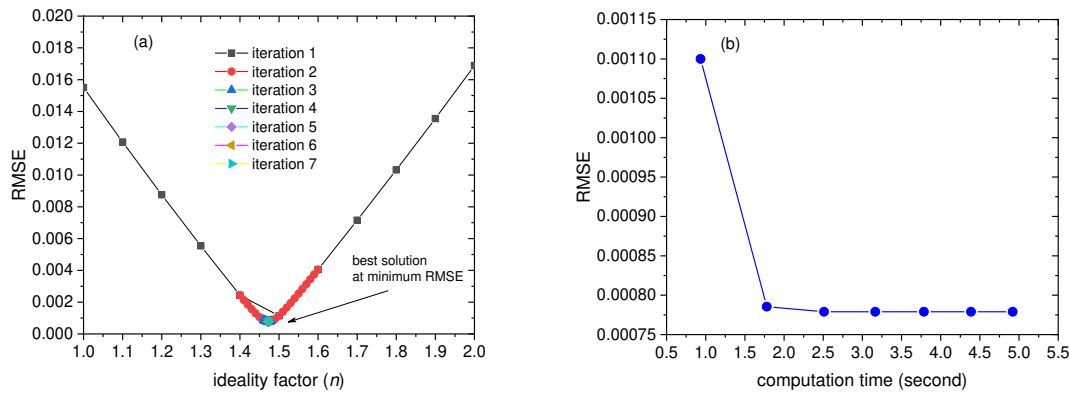 (a)
iteration 1
iteration 2
iteration 3
iteration 4
iteration 5
iteration 6
iteration 7
best solution
at minimum RMSE
0.020
0.018
0.016
0.014
0.012
0.010
0.008
0.006
0.004
0.002
0.000
RMSE
1.0 1.1 1.2 1.3 1.4 1.5 1.6 1.7 1.8 1.9 2.0
ideality factor (n)
(b)
0.00115
0.00110
0.00105
0.00100
0.00095
0.00090
0.00085
0.00080
0.00075
RMSE
0.5 1.0 1.5 2.0 2.5 3.0 3.5 4.0 4.5 5.0 5.5
computation time (second)